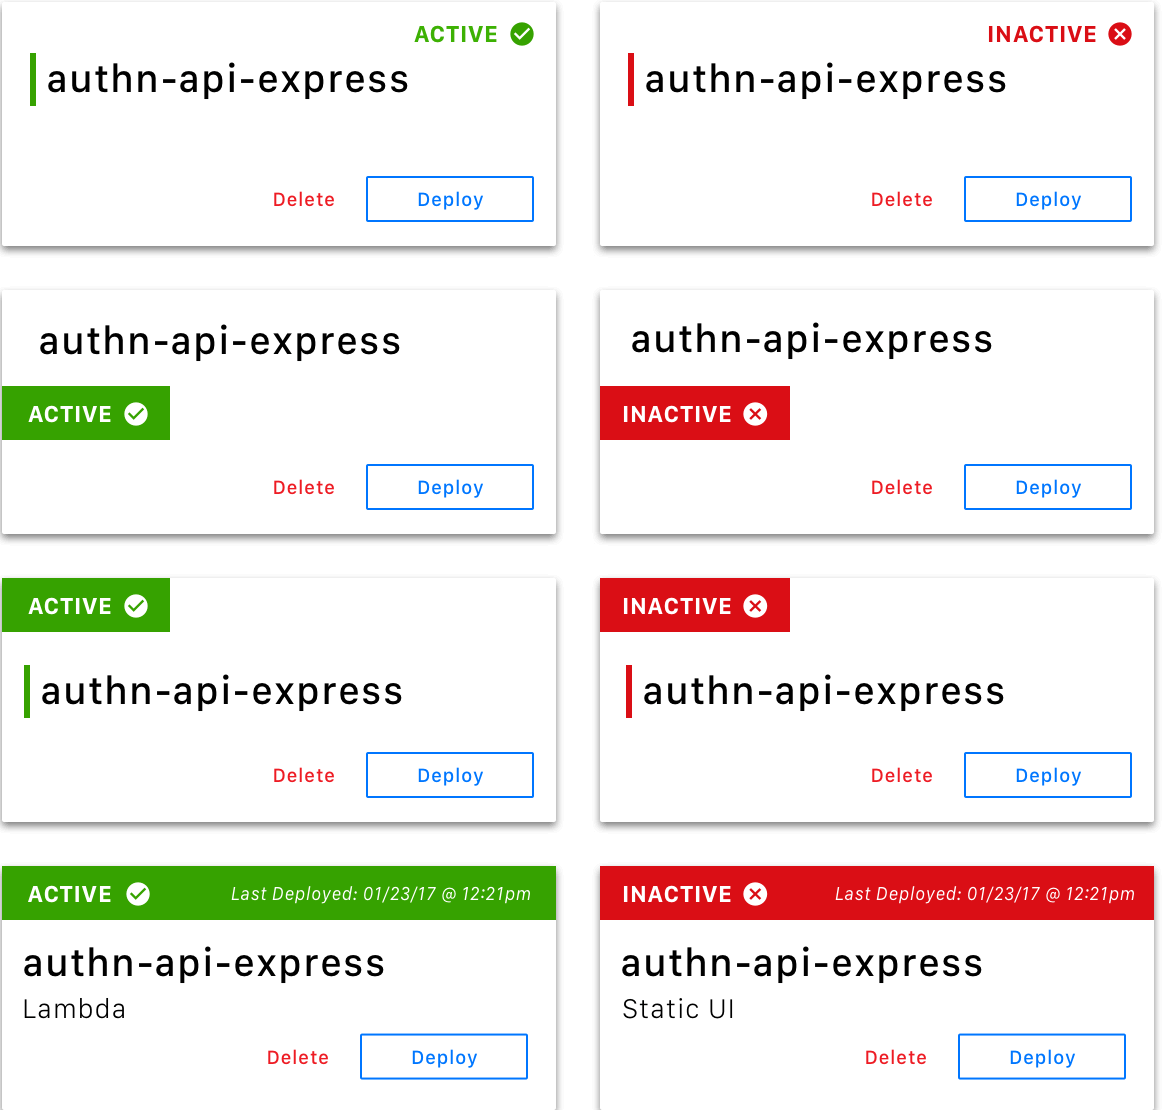 ACTIVE
authn-api-express
Delete
Deploy
INACTIVE
authn-api-express
Delete
Deploy
authn-api-express
ACTIVE
Delete
Deploy
authn-api-express
INACTIVE
Delete
Deploy
ACTIVE
authn-api-express
Delete
Deploy
INACTIVE
authn-api-express
Delete
Deploy
ACTIVE
Last Deployed: 01/23/17 @ 12:21pm
authn-api-express
Lambda
Delete
Deploy
INACTIVE
Last Deployed: 01/23/17 @ 12:21pm
authn-api-express
Static UI
Delete
Deploy